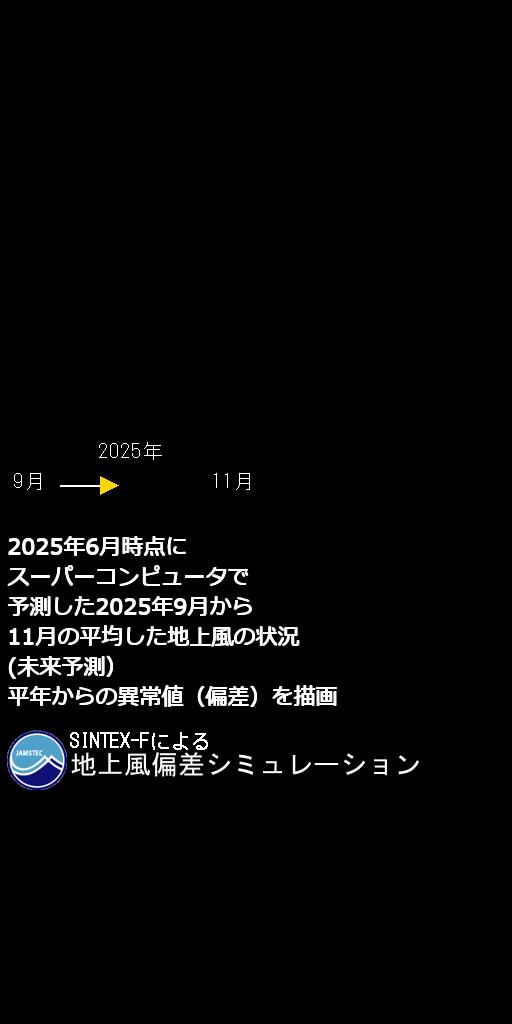 2025年
9月
11月
2025年6月時点に
スーパーコンピュータで
予測した2025年9月から
11月の平均した地上風の状況
(未来予測）
平年からの異常値（偏差）を描画
JAMSTEC
SINTEX-Fによる
地上風偏差シミュレーション